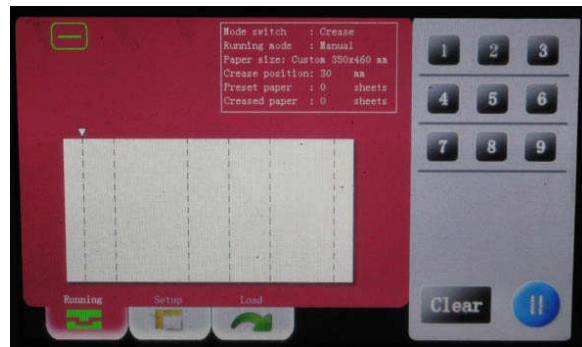 Mode switch : Crease
Running mode : Manual
Paper size: Custom 350x460 mm
Crease position: 30 mm
Preset paper : 0 sheets
Creased paper : 0 sheets
1 2 3
4 5 6
7 8 9
Running Setup Load
Clear